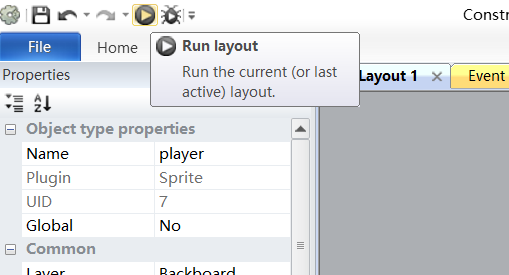 Constr
File
Home
Run layout
Run the current (or last
active) layout.
Layout 1
Event
Properties
Object type properties
Name player
Plugin Sprite
UID 7
Global No
Common
Layer Backboard